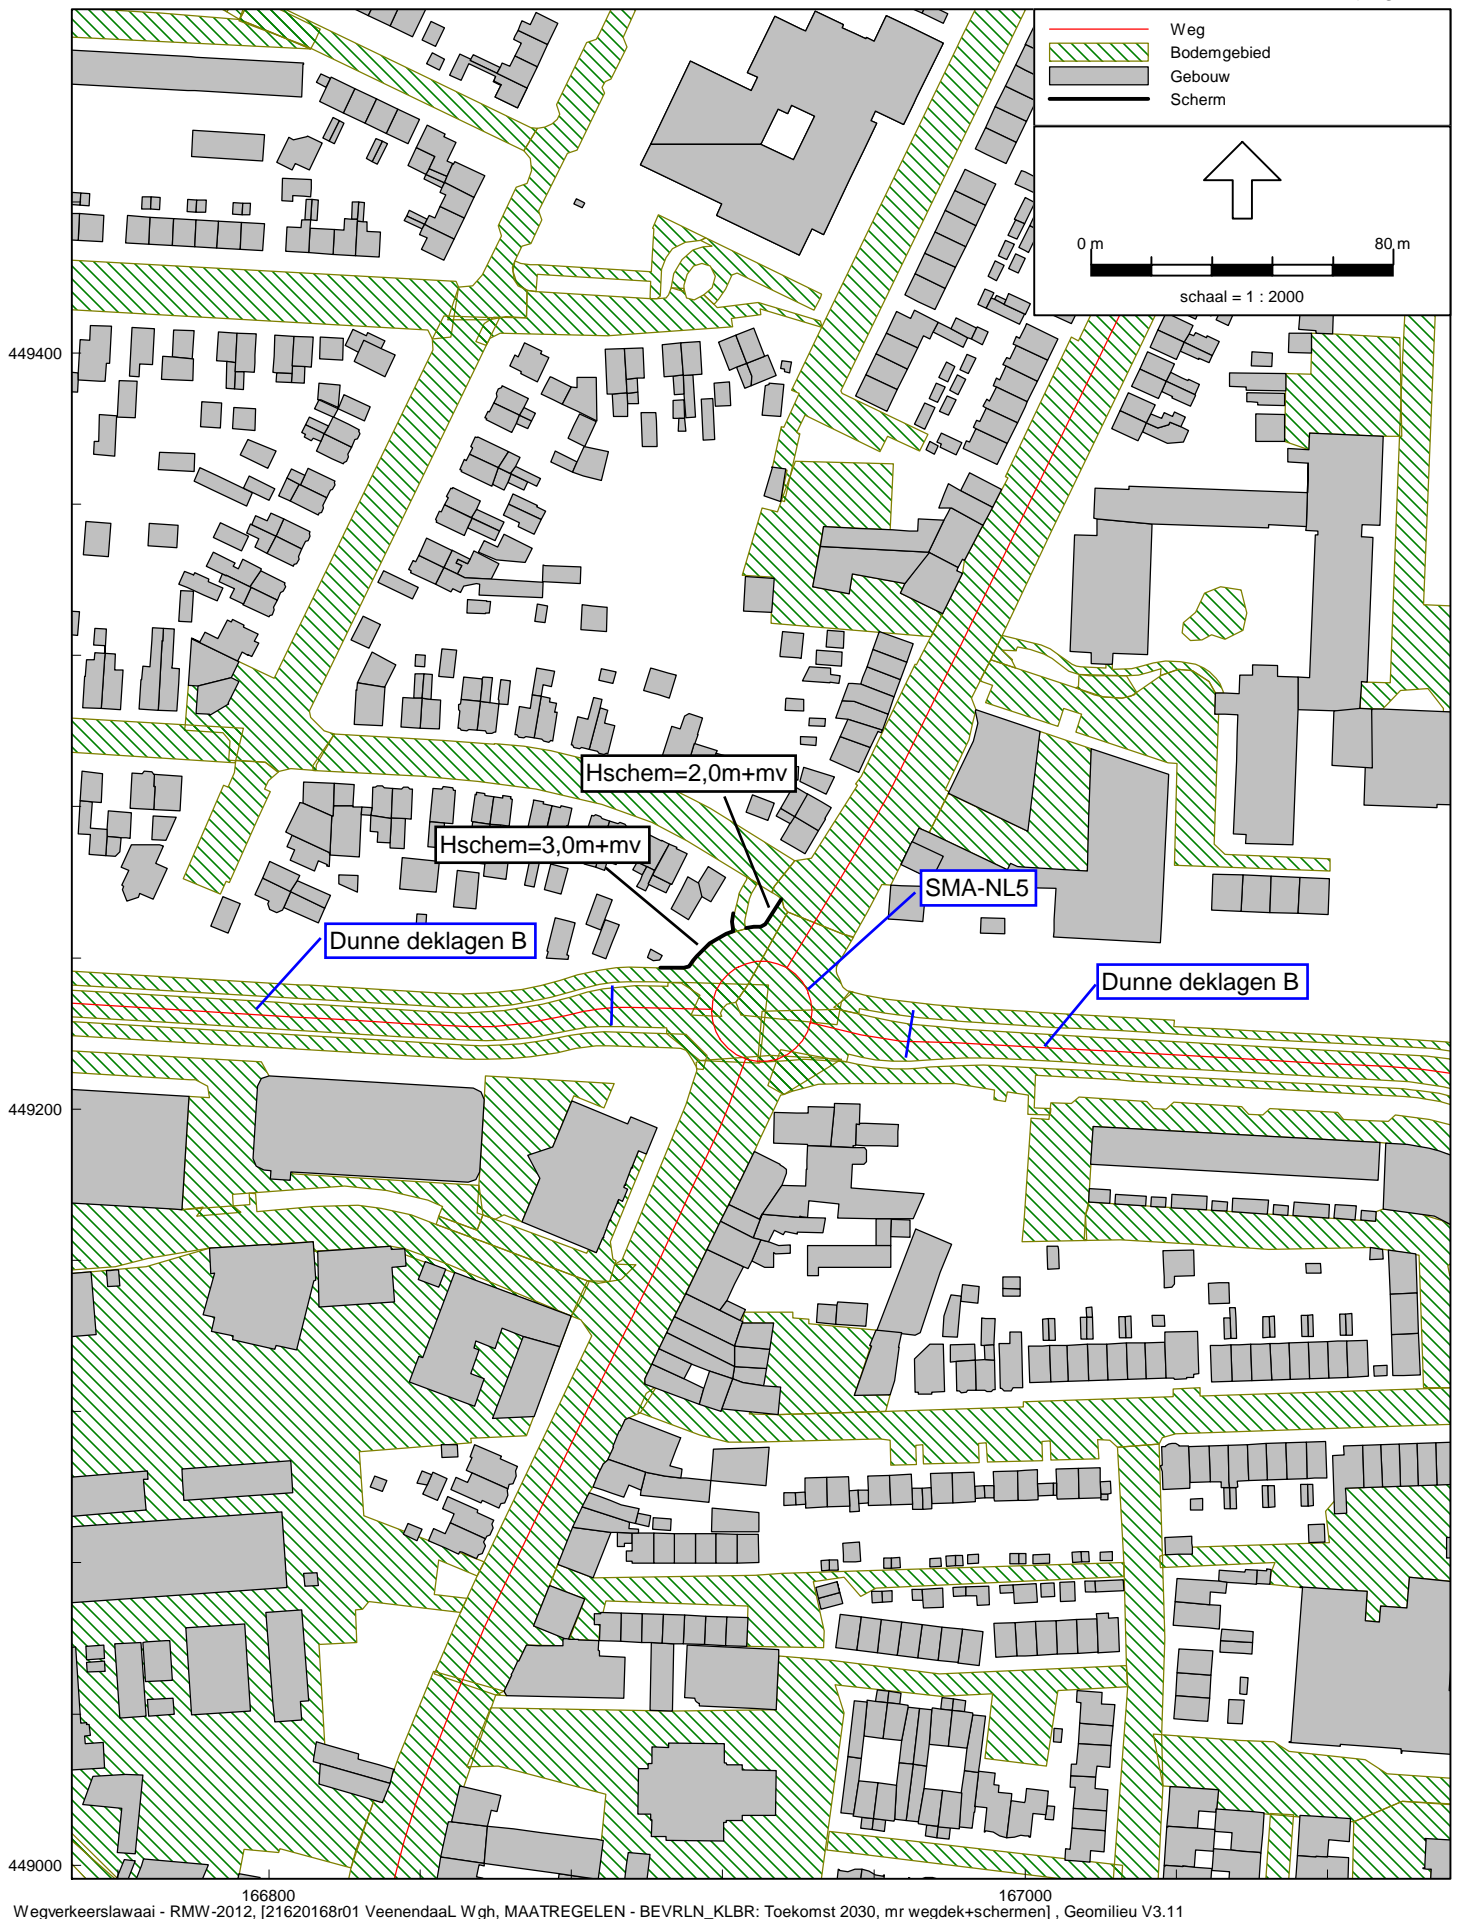 Weg
Bodemgebied
Gebouw
Scherm
0 m 80 m
schaal = 1 : 2000
449400
Hschem=2,0m+mv
Hschem=3,0m+mv
SMA-NL5
Dunne deklagen B
Dunne deklagen B
449200
449000
166800 167000
Wegverkeerslawaai - RMW-2012, [21620168r01 VeenendaaL Wgh, MAATREGELEN - BEVRLN_KLBR: Toekomst 2030, mr wegdek+schermen] , Geomilieu V3.11